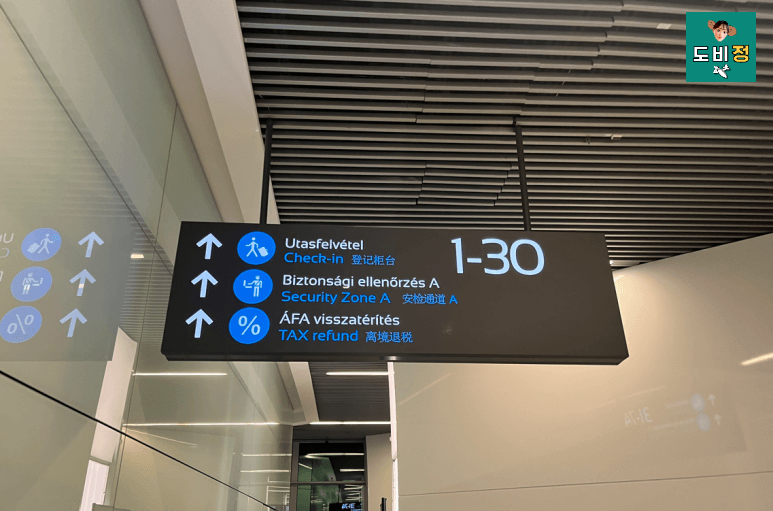 도비정
Utasfelvétel
Check-in 登记柜台
1-30
Biztonsági ellenőrzés A
Security Zone A 安检通道 A
%
ÁFA visszatérítés
TAX refund 离境退税